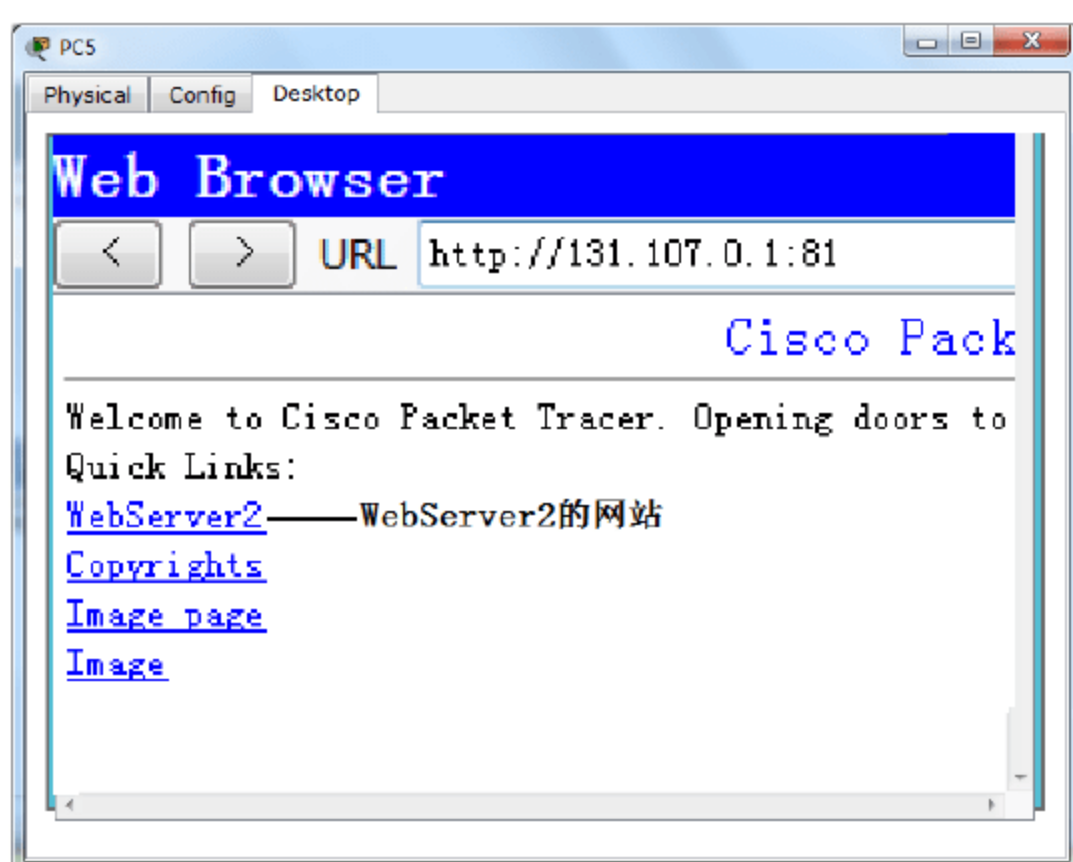 PC5
Physical Config Desktop
Web Browser
< > URL http://131.107.0.1:81
Cisco Pack
Welcome to Cisco Packet Tracer. Opening doors to
Quick Links:
WebServer2——WebServer2的网站
Copyrights
Image page
Image